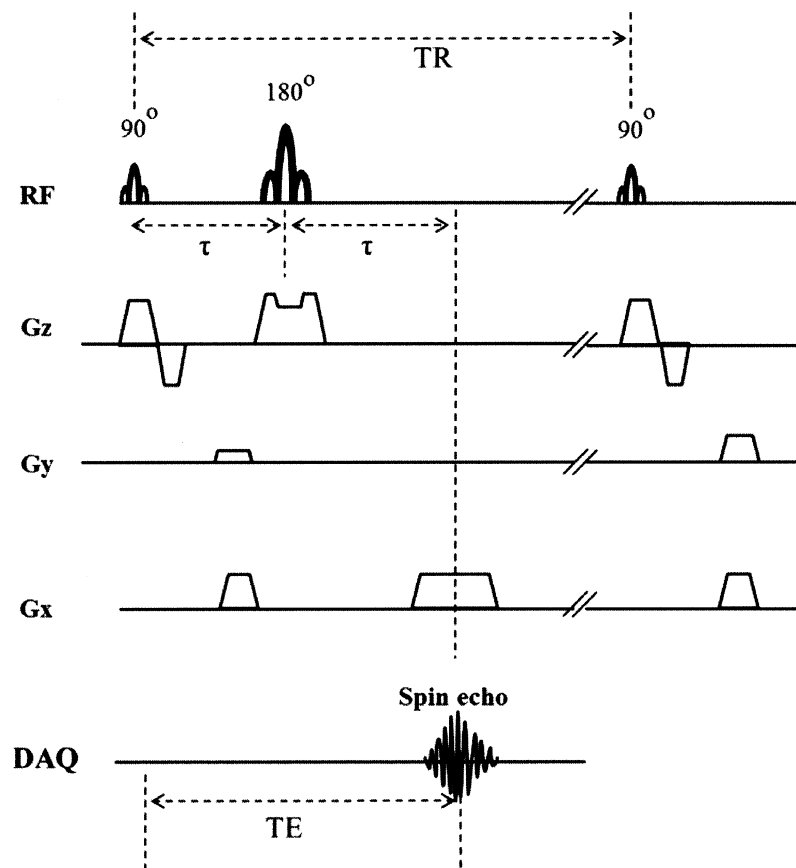 TR
180°
90°
90°
RF
τ
τ
Gz
Gy
Gx
Spin echo
DAQ
TE